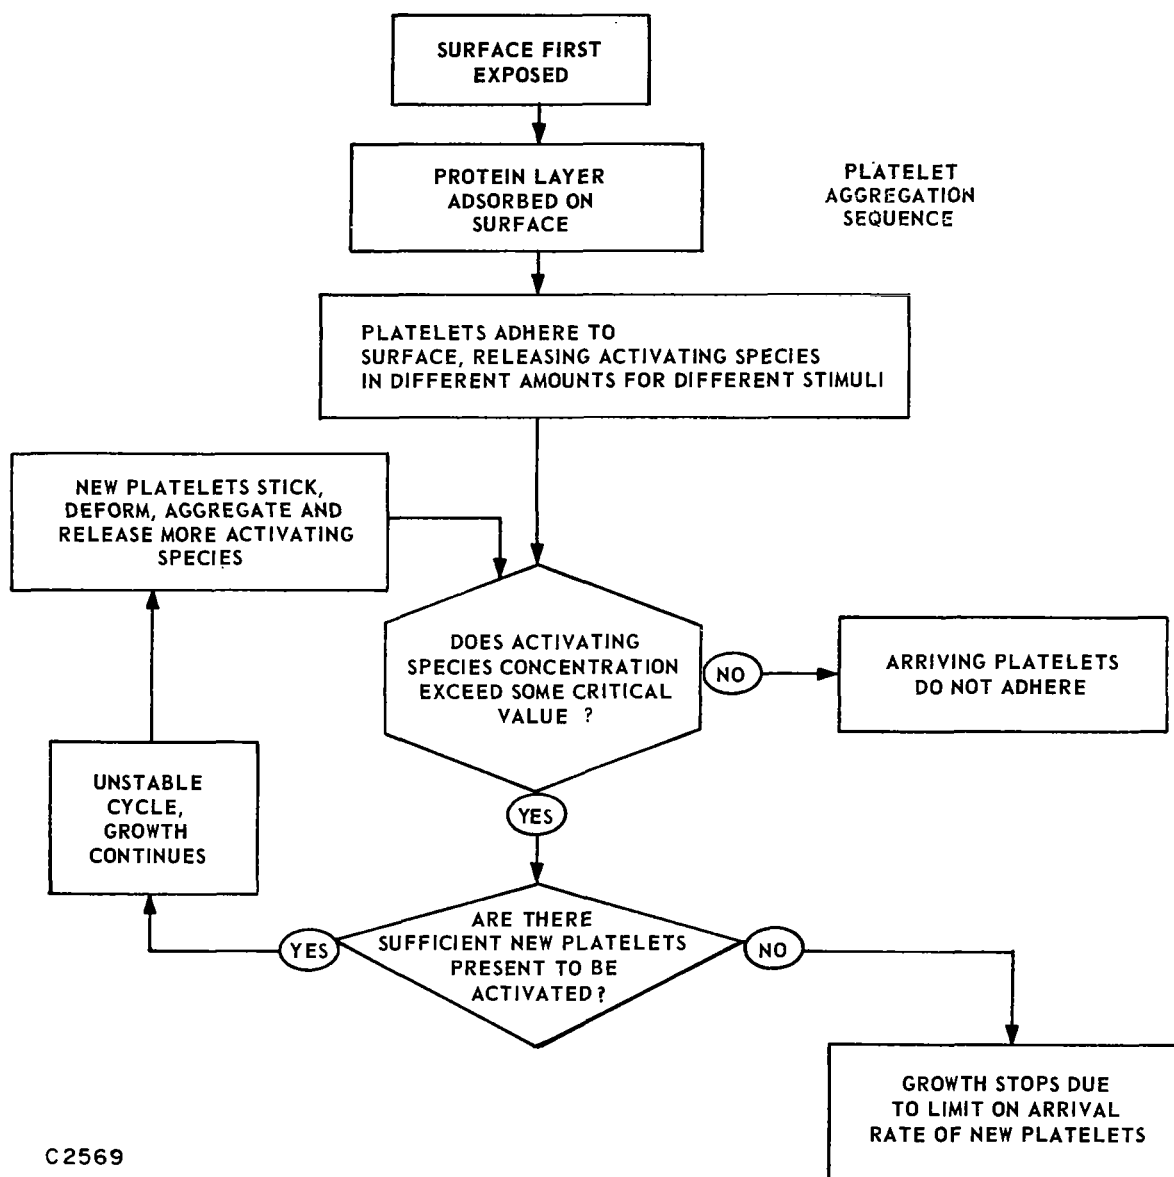 SURFACE FIRST
EXPOSED
PROTEIN LAYER
ADSORBED ON
SURFACE
PLATELET
AGGREGATION
SEQUENCE
PLATELETS ADHERE TO
SURFACE, RELEASING ACTIVATING SPECIES
IN DIFFERENT AMOUNTS FOR DIFFERENT STIMULI
NEW PLATELETS STICK,
DEFORM, AGGREGATE AND
RELEASE MORE ACTIVATING
SPECIES
DOES ACTIVATING
SPECIES CONCENTRATION
EXCEED SOME CRITICAL
VALUE ?
NO
ARRIVING PLATELETS
DO NOT ADHERE
UNSTABLE
CYCLE,
GROWTH
CONTINUES
YES
ARE THERE
SUFFICIENT NEW PLATELETS
PRESENT TO BE
ACTIVATED?
YES
NO
GROWTH STOPS DUE
TO LIMIT ON ARRIVAL
RATE OF NEW PLATELETS
C2569